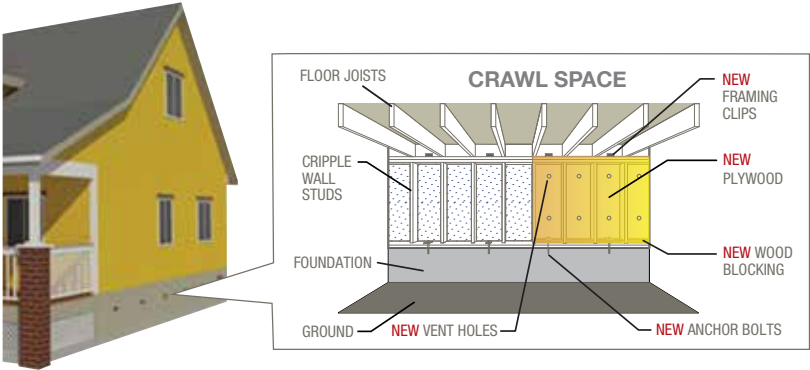 CRAWL SPACE
FLOOR JOISTS
NEW
FRAMING
CLIPS
CRIPPLE
WALL
STUDS
NEW
PLYWOOD
FOUNDATION
NEW WOOD
BLOCKING
GROUND
NEW VENT HOLES
NEW ANCHOR BOLTS